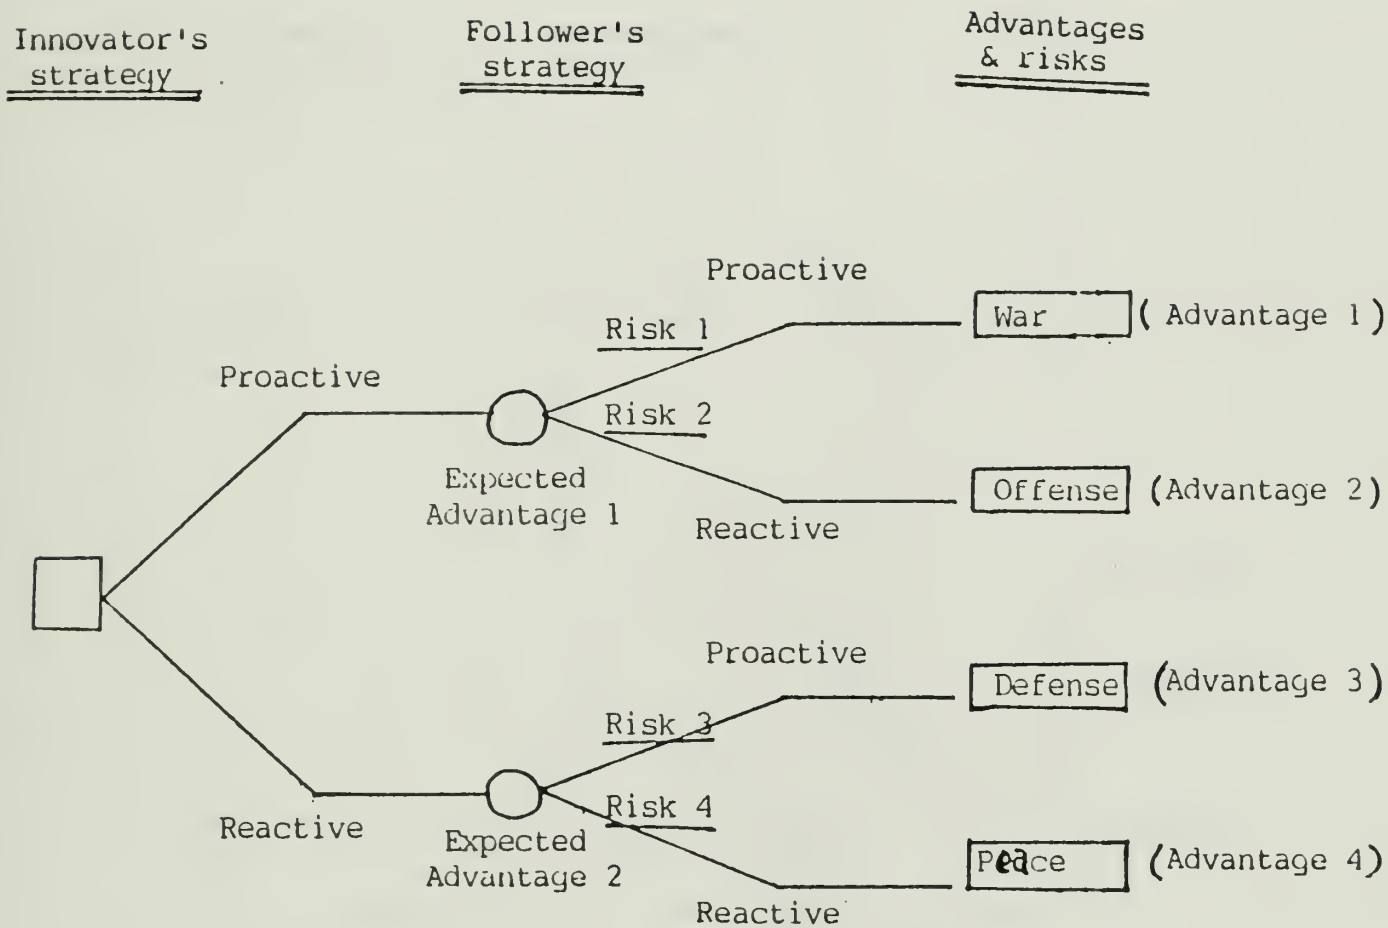 Innovator's
strategy
Follower's
strategy
Advantages
& risks
Proactive
Risk 1
War (Advantage 1)
Proactive
Risk 2
Expected
Advantage 1
Offense (Advantage 2)
Reactive
Proactive
Defense (Advantage 3)
Risk 3
Reactive
Risk 4
Expected
Advantage 2
Peace (Advantage 4)
Reactive